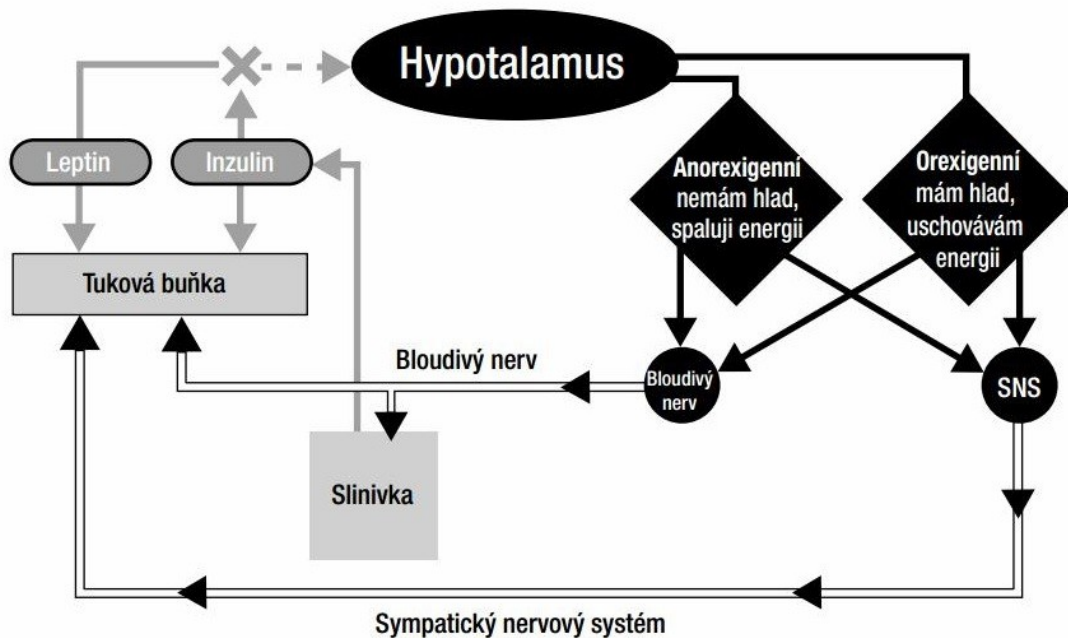 Hypotalamus
Leptin
Inzulin
Anorexigenní
nemám hlad,
spaluji energii
Orexigenní
mám hlad,
uschovávám
energii
Tuková buňka
Bloudivý nerv
Bloudivý
nerv
SNS
Slinivka
Sympatický nervový systém